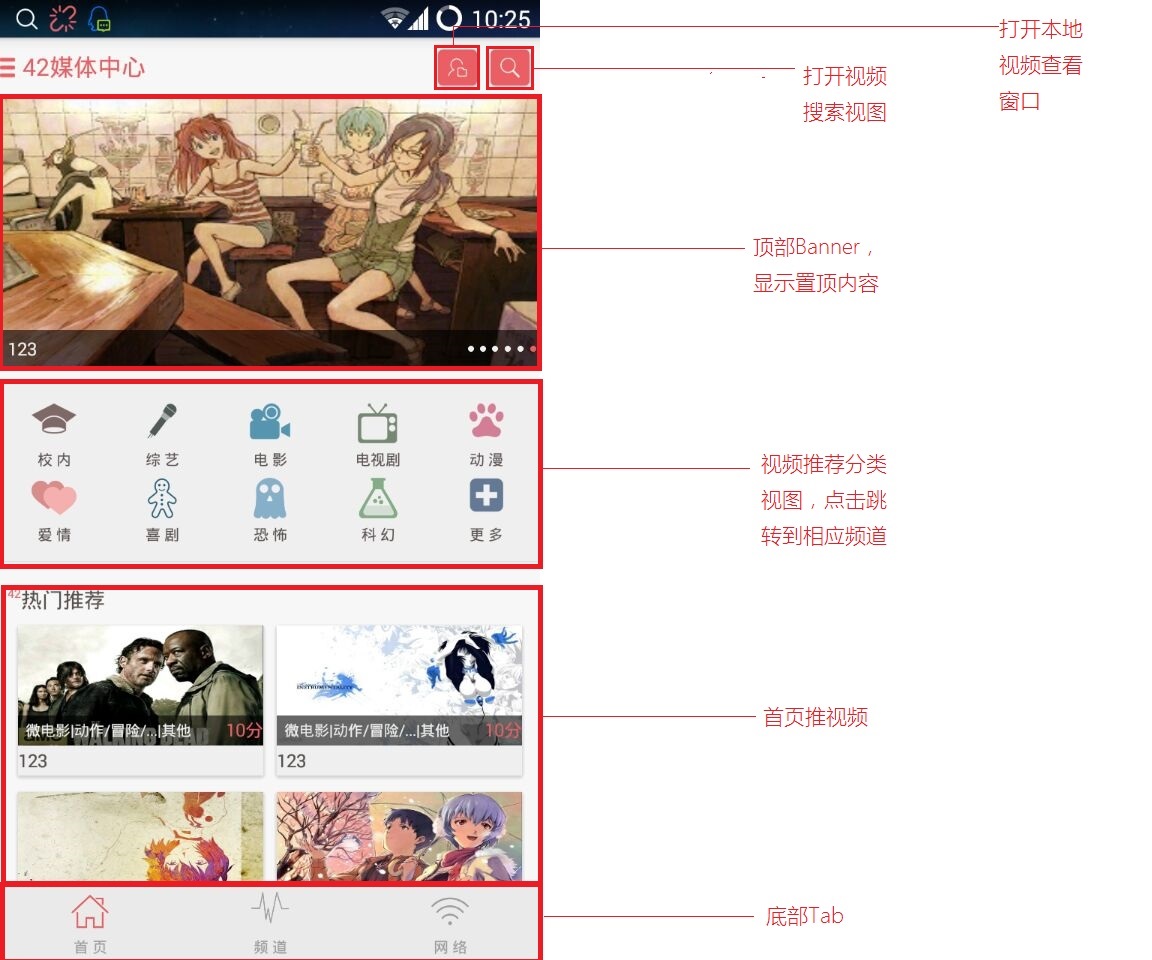 10:25
42媒体中心
打开本地
视频查看
窗口
打开视频
搜索视图
123
顶部Banner，
显示置顶内容
校内 综艺 电影 电视剧 动漫
爱情 喜剧 恐怖 科幻 更多
视频推荐分类
视图，点击跳
转到相应频道
42热门推荐
微电影|动作/冒险/...|其他 10分
微电影|动作/冒险/...|其他 10分
123
123
首页推视频
首页 频道 网络
底部Tab